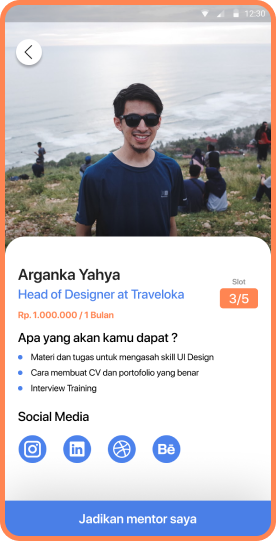 12:30
Arganka Yahya
Head of Designer at Traveloka
Slot
3/5
Rp. 1.000.000 / 1 Bulan
Apa yang akan kamu dapat ?
Materi dan tugas untuk mengasah skill UI Design
Cara membuat CV dan portofolio yang benar
Interview Training
Social Media
in
Bē
Jadikan mentor saya